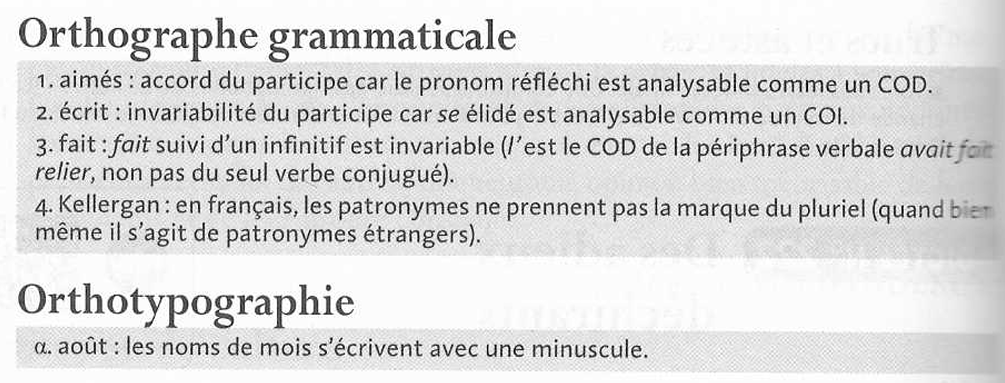 Orthographe grammaticale
1. aimés : accord du participe car le pronom réfléchi est analysable comme un COD.
2. écrit : invariabilité du participe car se élidé est analysable comme un COI.
3. fait : fait suivi d'un infinitif est invariable (l'est le COD de la périphrase verbale avait fait
relier, non pas du seul verbe conjugué).
4. Kellergan : en français, les patronymes ne prennent pas la marque du pluriel (quand bien
même il s'agit de patronymes étrangers).
Orthotypographie
α. août : les noms de mois s'écrivent avec une minuscule.